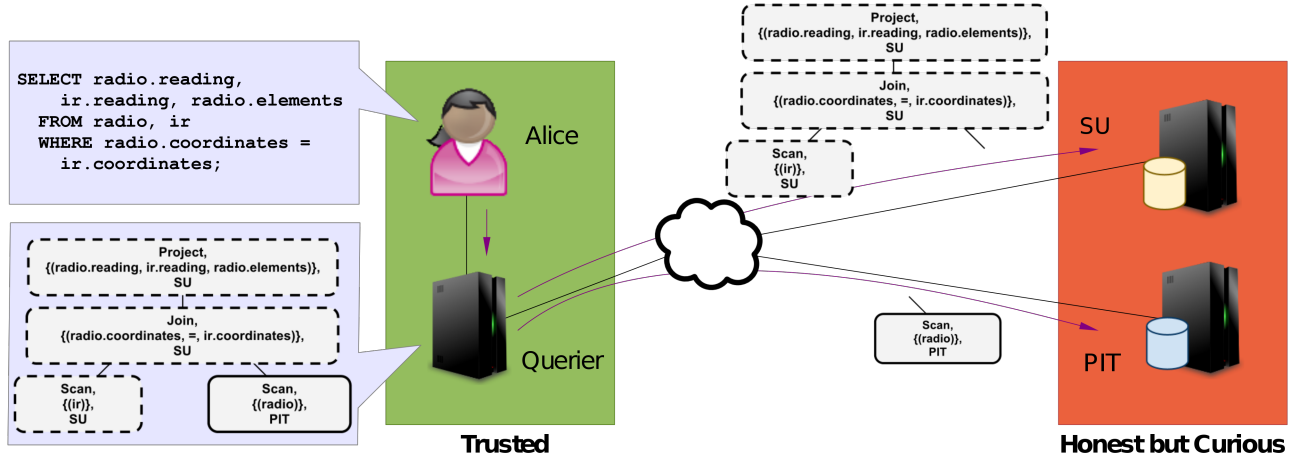 SELECT radio.reading,
ir.reading, radio.elements
FROM radio, ir
WHERE radio.coordinates =
ir.coordinates;
Alice
Project,
{(radio.reading, ir.reading, radio.elements)},
SU
Join,
{(radio.coordinates, =, ir.coordinates)},
SU
Scan,
{(ir)},
SU
Scan,
{(radio)},
PIT
Querier
Trusted
Project,
{(radio.reading, ir.reading, radio.elements)},
SU
Join,
{(radio.coordinates, =, ir.coordinates)},
SU
Scan,
{(ir)},
SU
Scan,
{(radio)},
PIT
SU
PIT
Honest but Curious